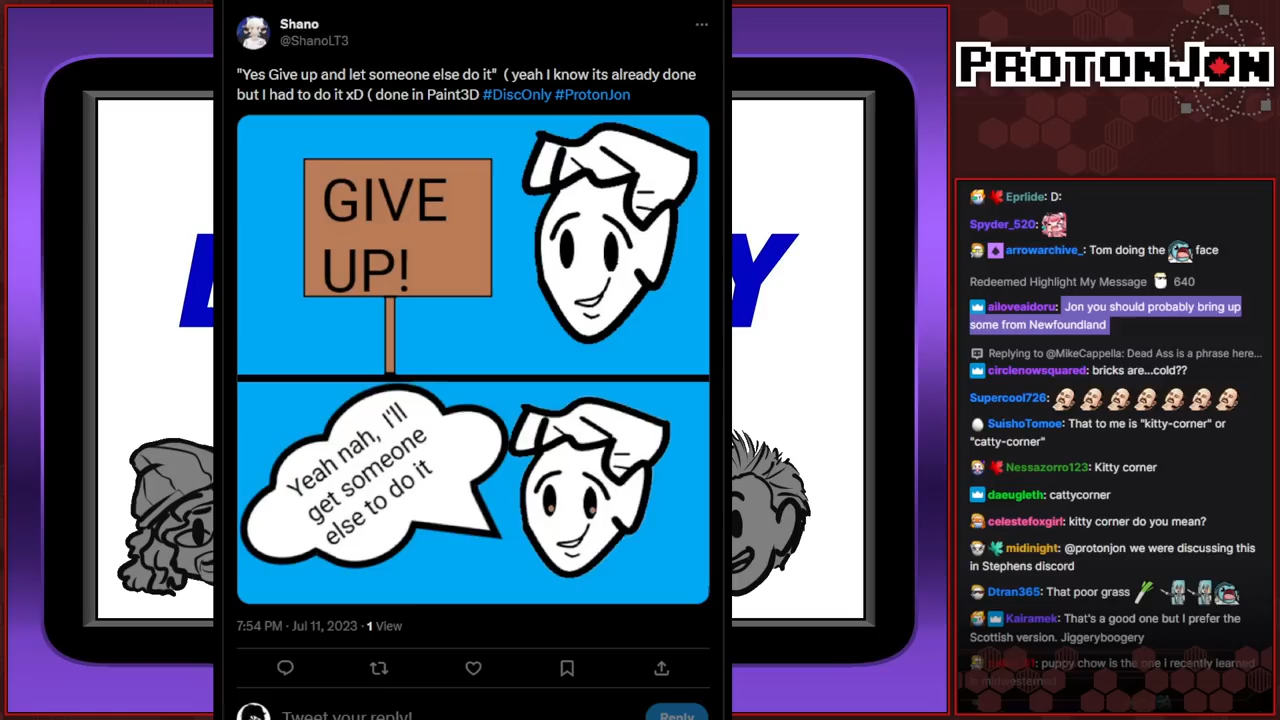 Shano
@ShanoLT3
"Yes Give up and let someone else do it" ( yeah I know its already done
but I had to do it xD ( done in Paint3D #DiscOnly #ProtonJon
GIVE
UP!
Yeah nah, I'll
get someone
else to do it
7:54 PM · Jul 11, 2023 · 1 View
Tweet your reply!
Reply
PROTONJON
Eprlide: D:
Spyder_520:
arrowarchive_: Tom doing the face
Redeemed Highlight My Message 640
ailoveaidoru: Jon you should probably bring up
some from Newfoundland
Replying to @MikeCappella: Dead Ass is a phrase here...
circlenowsquared: bricks are...cold??
Supercool726:
SuishoTomoe: That to me is "kitty-corner" or
"catty-corner"
Nessazorro123: Kitty corner
daeugleth: cattycorner
celestefoxgirl: kitty corner do you mean?
midinight: @protonjon we were discussing this
in Stephens discord
Dtran365: That poor grass
Kairamek: That's a good one but I prefer the
Scottish version. Jiggeryboogery
puppy chow is the one I recently learned
is midwesterned